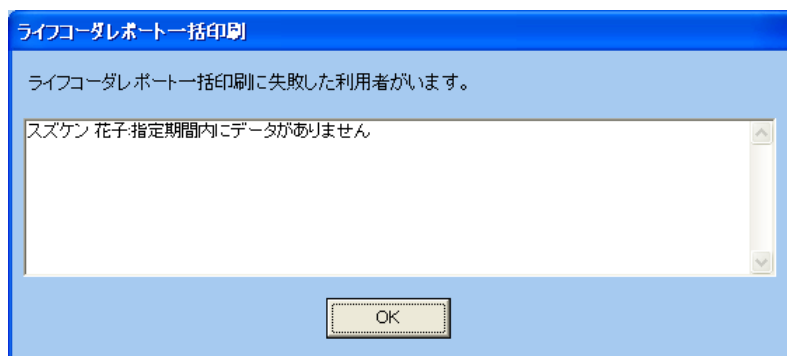 ライフコーダレポート一括印刷
ライフコーダレポート一括印刷に失敗した利用者がいます。
スズケン 花子:指定期間内にデータがありません
OK